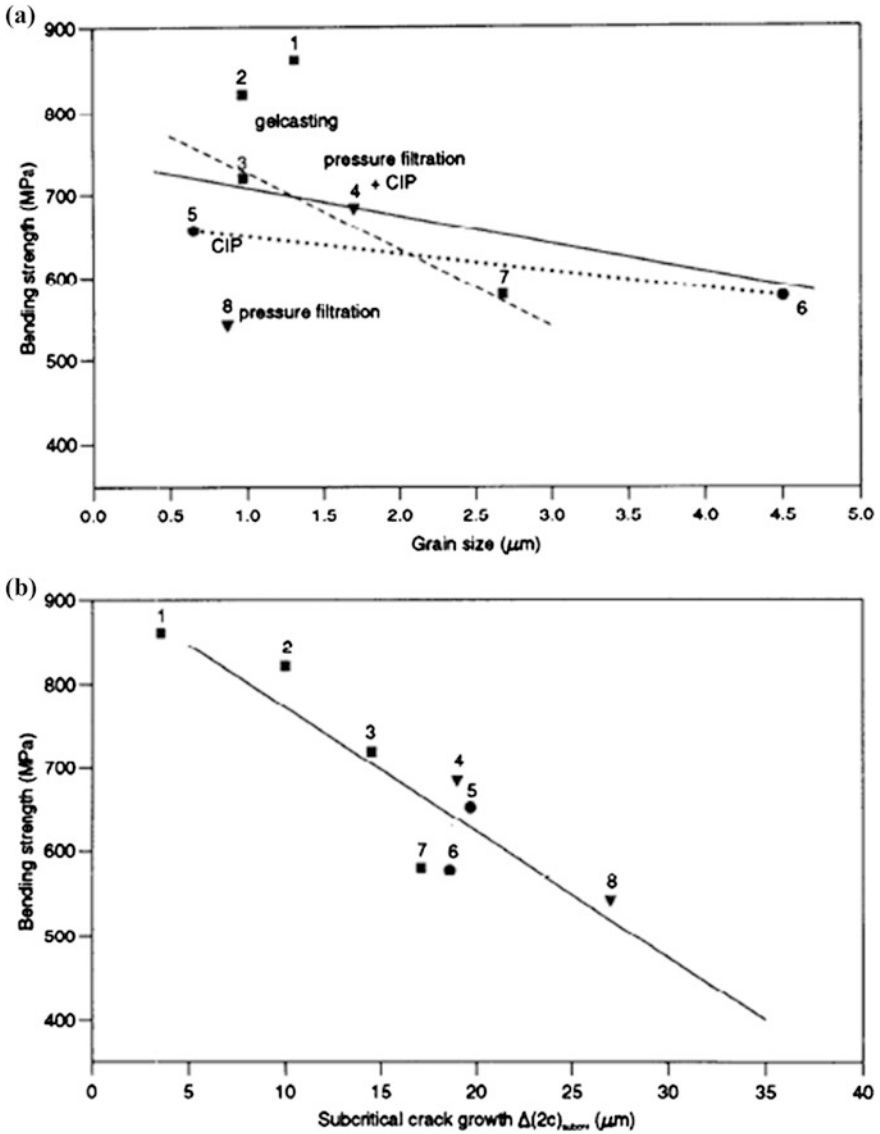 (a)
900
800
700
600
500
400
Bending strength (MPa)
1
2
gelcasting
3
pressure filtration
+ CIP
4
5
CIP
7
6
8
pressure filtration
0.0 0.5 1.0 1.5 2.0 2.5 3.0 3.5 4.0 4.5 5.0
Grain size (μm)
(b)
900
800
700
600
500
400
Bending strength (MPa)
1
2
3
4
5
7
6
8
0 5 10 15 20 25 30 35 40
Subcritical crack growth Δ(2c) (μm)